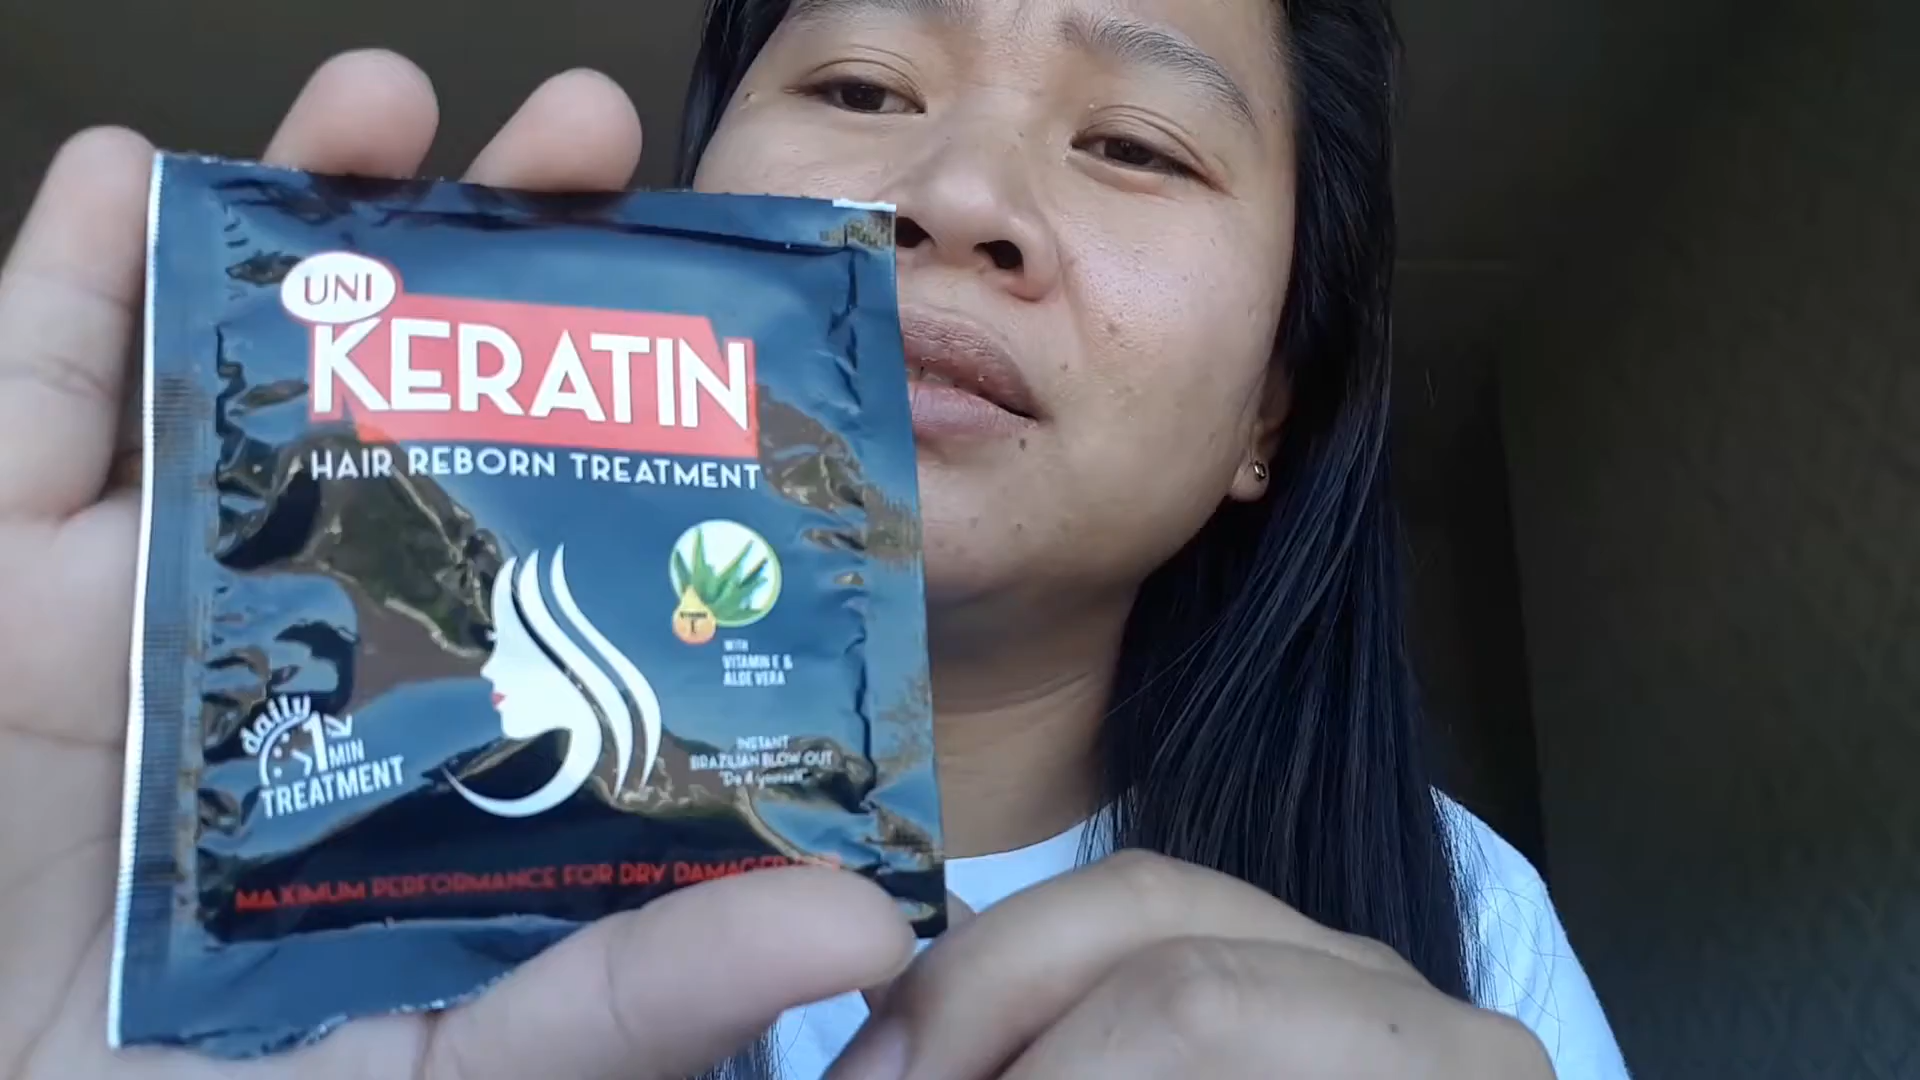 UNI
KERATIN
HAIR REBORN TREATMENT
VITAMIN
E
WITH
VITAMIN E &
ALOE VERA
daily
1
MIN
TREATMENT
INSTANT
BRAZILIAN BLOW OUT
"Do it yourself"
MAXIMUM PERFORMANCE FOR DRY DAMAGED